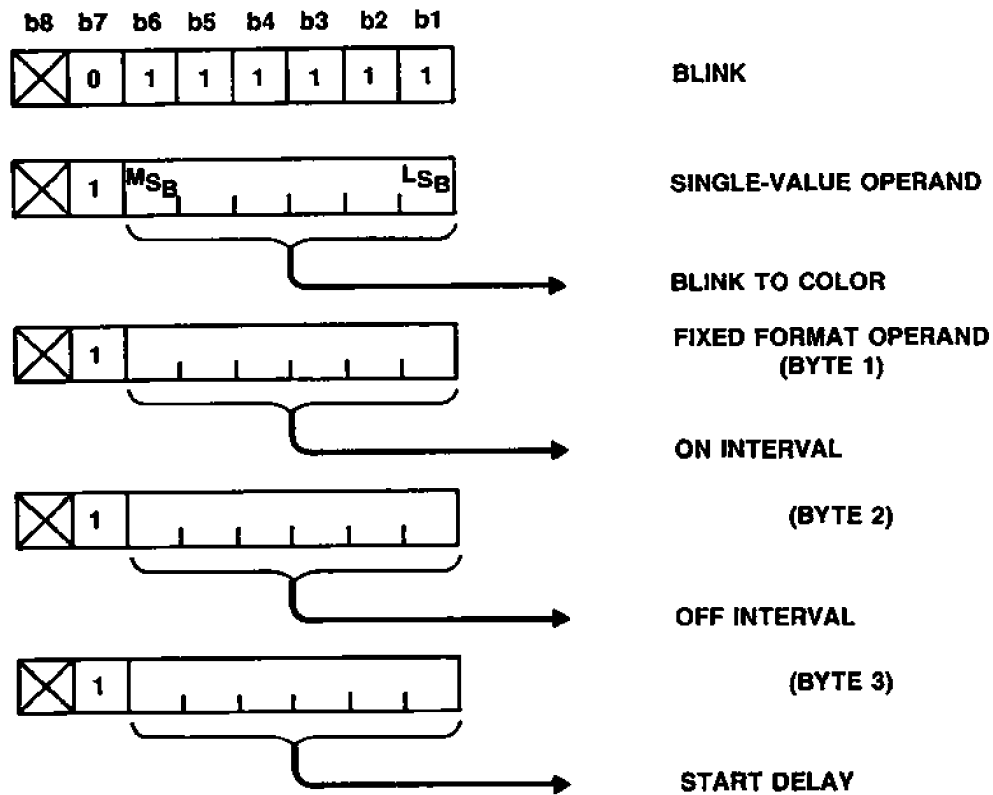 b8 b7 b6 b5 b4 b3 b2 b1
0 1 1 1 1 1 1 BLINK
1 MSB LSB SINGLE-VALUE OPERAND
BLINK TO COLOR
1 FIXED FORMAT OPERAND
(BYTE 1)
ON INTERVAL
1 (BYTE 2)
OFF INTERVAL
1 (BYTE 3)
START DELAY